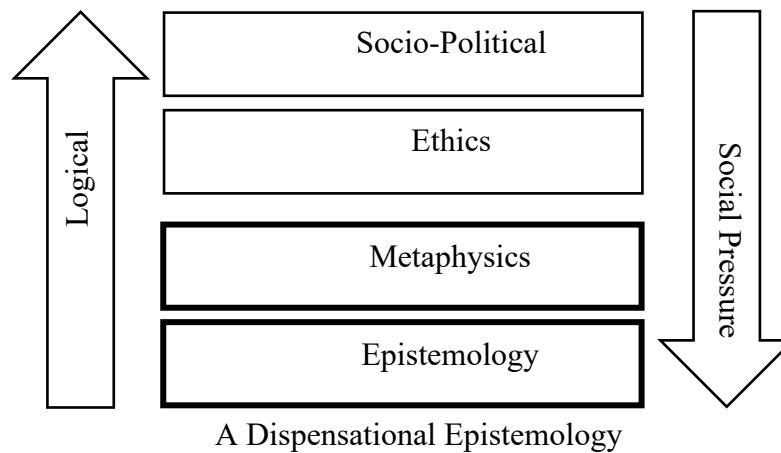 Socio-Political
Ethics
Metaphysics
Epistemology
Logical
Social Pressure
A Dispensational Epistemology